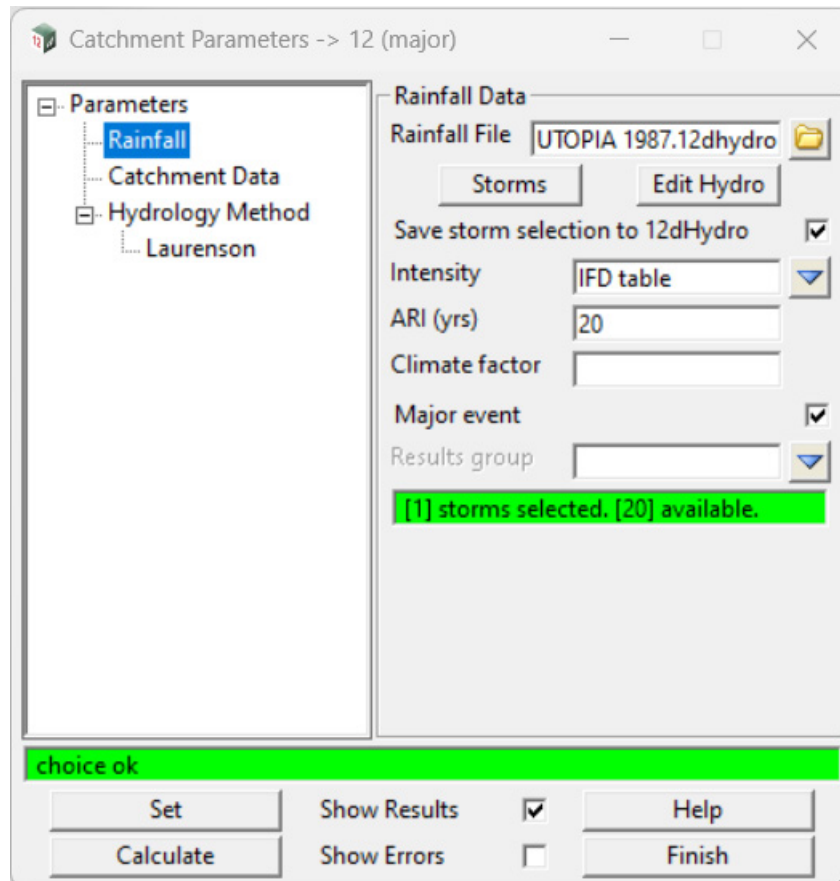 Catchment Parameters -> 12 (major)
Parameters
Rainfall
Catchment Data
Hydrology Method
Laurenson
Rainfall Data
Rainfall File UTOPIA 1987.12dhydro
Storms Edit Hydro
Save storm selection to 12dHydro
Intensity IFD table
ARI (yrs) 20
Climate factor
Major event
Results group
[1] storms selected. [20] available.
choice ok
Set Show Results Help
Calculate Show Errors Finish